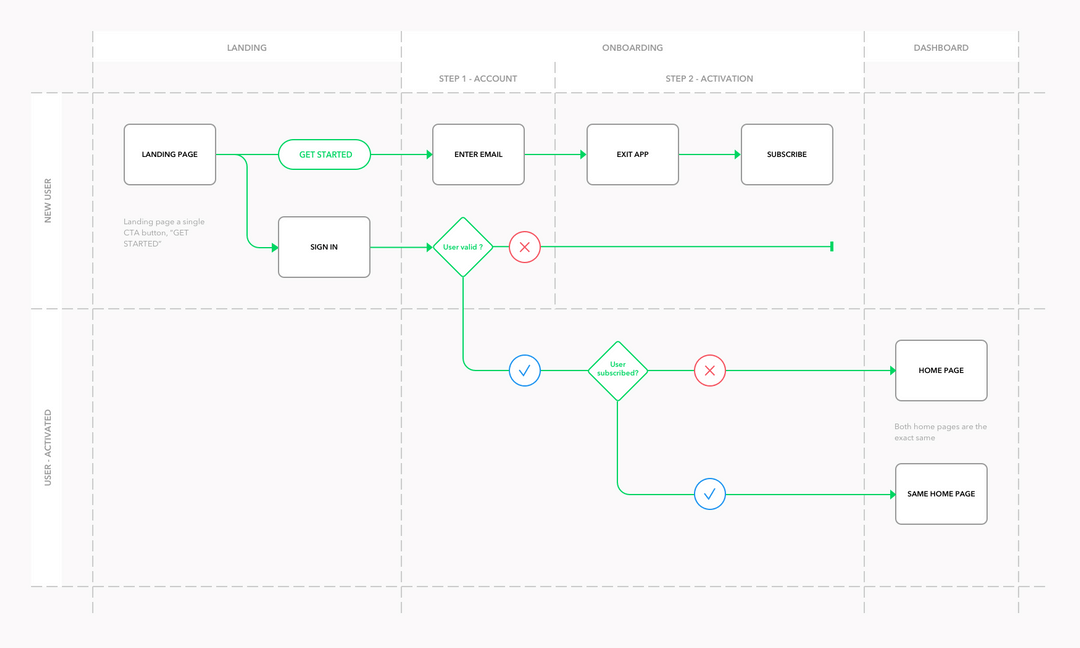 LANDING
ONBOARDING
DASHBOARD
STEP 1 - ACCOUNT
STEP 2 - ACTIVATION
NEW USER
LANDING PAGE
GET STARTED
ENTER EMAIL
EXIT APP
SUBSCRIBE
Landing page a single
CTA button, "GET
STARTED"
SIGN IN
User valid ?
USER - ACTIVATED
User
subscribed?
HOME PAGE
Both home pages are the
exact same
SAME HOME PAGE